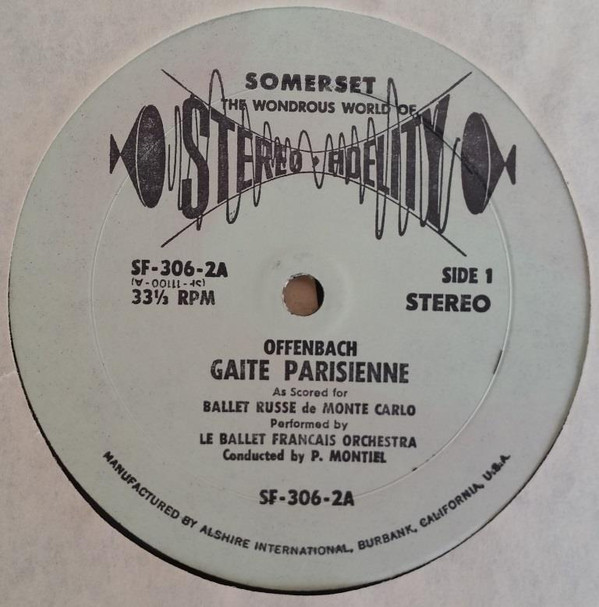 SOMERSET
THE WONDROUS WORLD OF
STEREO·FIDELITY
SF-306-2A
(SF-11100-A)
33⅓ RPM
SIDE 1
STEREO
OFFENBACH
GAITE PARISIENNE
As Scored for
BALLET RUSSE de MONTE CARLO
Performed by
LE BALLET FRANCAIS ORCHESTRA
Conducted by P. MONTIEL
SF-306-2A
MANUFACTURED BY ALSHIRE INTERNATIONAL, BURBANK, CALIFORNIA, U.S.A.